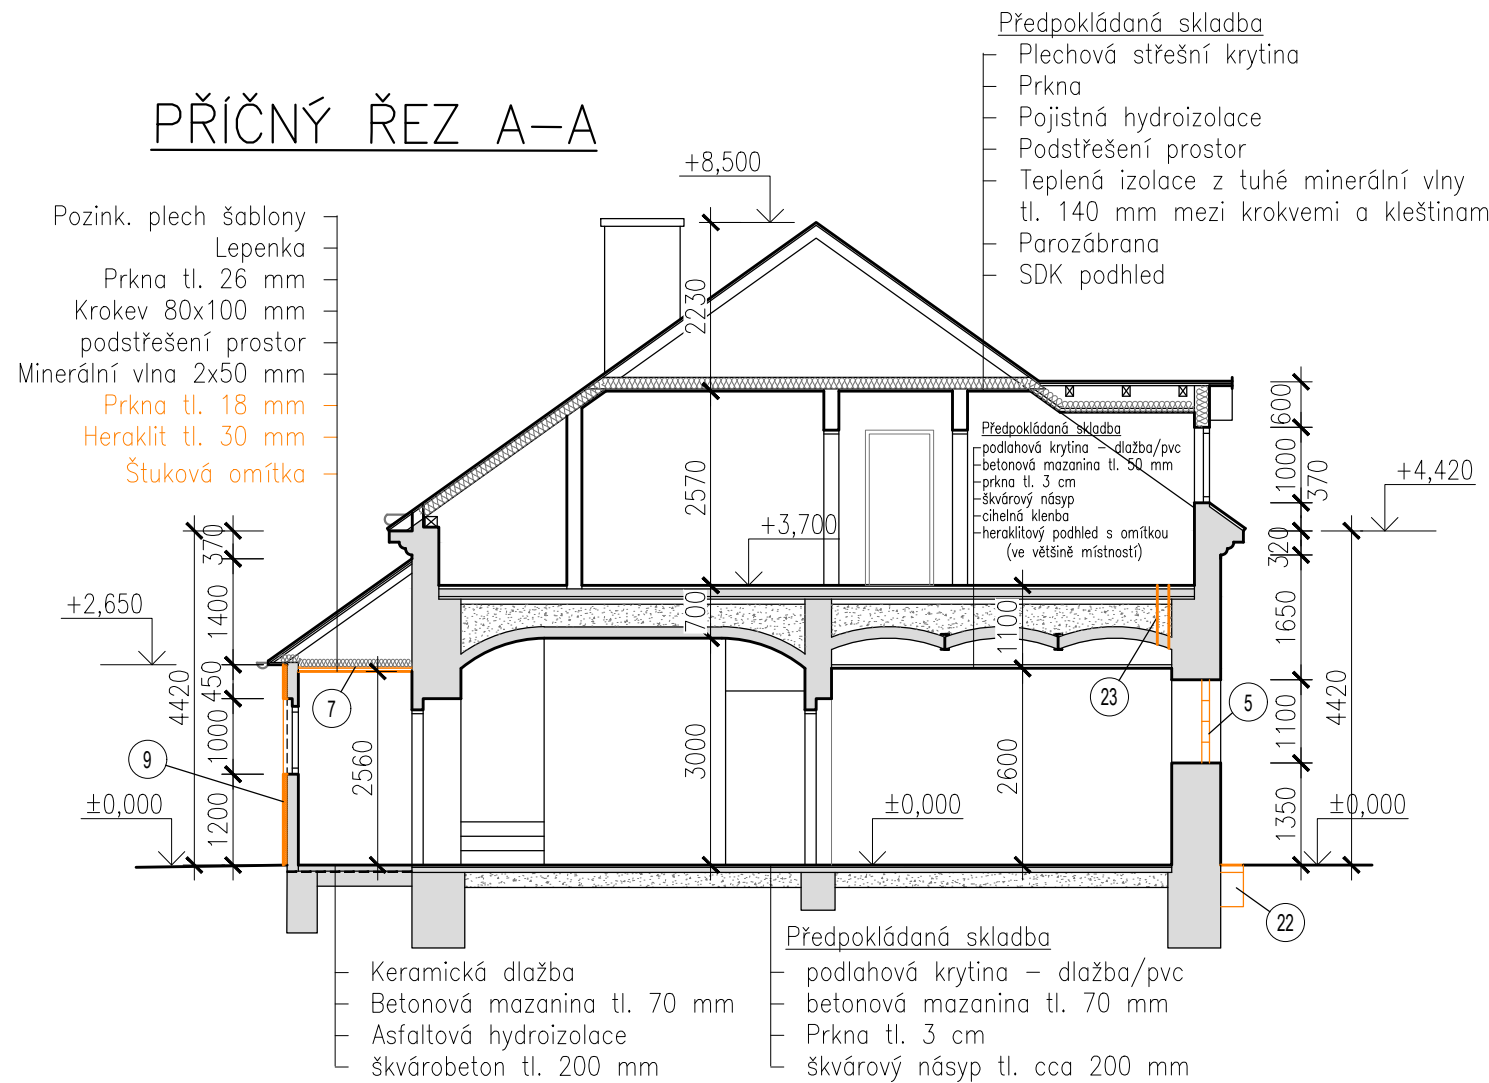 PŘÍČNÝ ŘEZ A–A
Předpokládaná skladba
Plechová střešní krytina
Prkna
Pojistná hydroizolace
Podstřešení prostor
Teplená izolace z tuhé minerální vlny
tl. 140 mm mezi krokvemi a kleštinam
Parozábrana
SDK podhled
Pozink. plech šablony
Lepenka
Prkna tl. 26 mm
Krokev 80x100 mm
podstřešení prostor
Minerální vlna 2x50 mm
Prkna tl. 18 mm
Heraklit tl. 30 mm
Štuková omítka
+8,500
2230
2570
+3,700
700
3000
Předpokládaná skladba
podlahová krytina – dlažba/pvc
betonová mazanina tl. 50 mm
prkna tl. 3 cm
škvárový násyp
cihelná klenba
heraklitový podhled s omítkou
(ve většině místností)
600
1000
370
+4,420
320
1650
1100
4420
1350
±0,000
370
1400
+2,650
450
4420
1000
1200
±0,000
9
7
2560
1100
2600
±0,000
23
5
22
Keramická dlažba
Betonová mazanina tl. 70 mm
Asfaltová hydroizolace
škvárobeton tl. 200 mm
Předpokládaná skladba
podlahová krytina – dlažba/pvc
betonová mazanina tl. 70 mm
Prkna tl. 3 cm
škvárový násyp tl. cca 200 mm